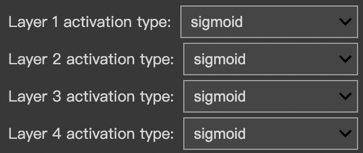 Layer 1 activation type: sigmoid
Layer 2 activation type: sigmoid
Layer 3 activation type: sigmoid
Layer 4 activation type: sigmoid